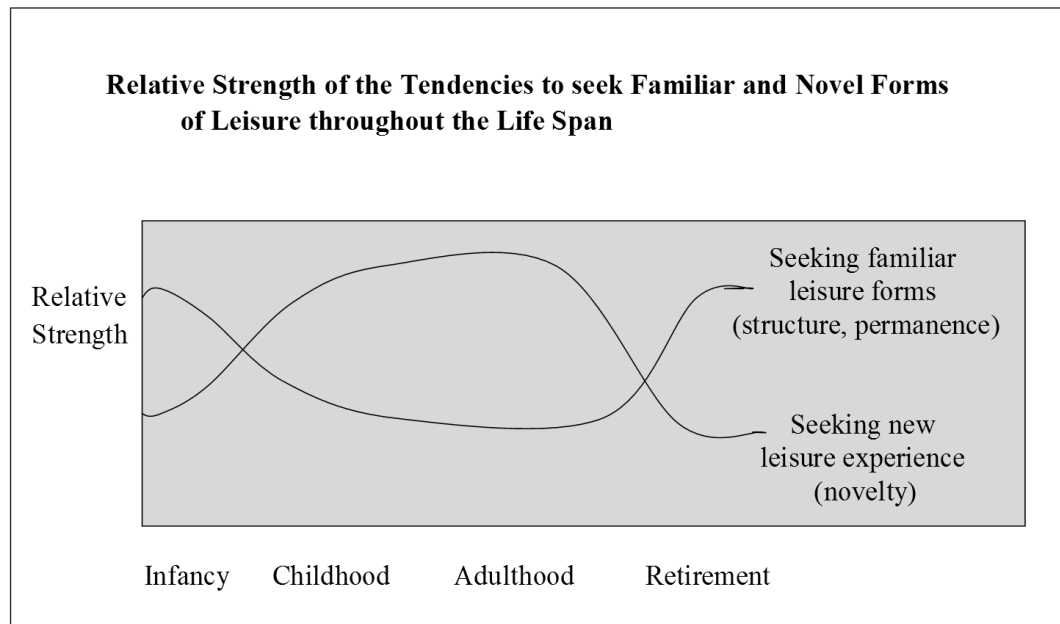 Relative Strength of the Tendencies to seek Familiar and Novel Forms
of Leisure throughout the Life Span
Relative
Strength
Seeking familiar
leisure forms
(structure, permanence)
Seeking new
leisure experience
(novelty)
Infancy
Childhood
Adulthood
Retirement